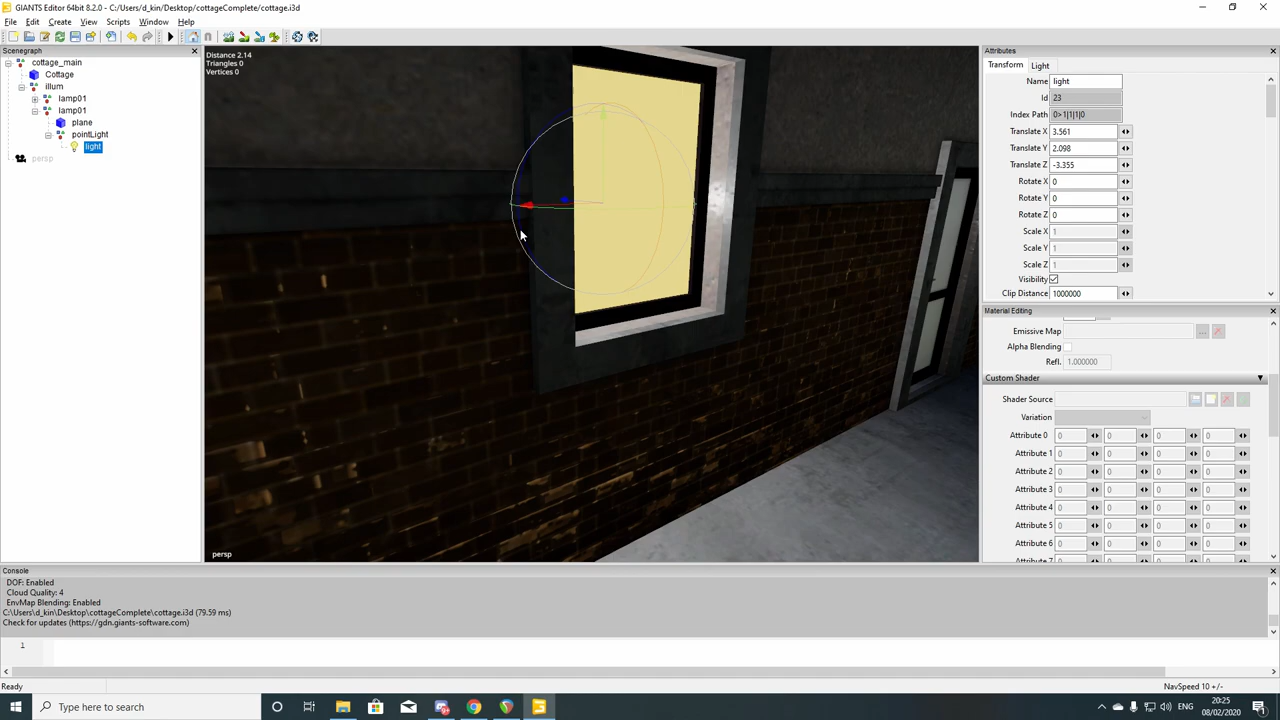 GIANTS Editor 64bit 8.2.0 - C:/Users/d_kin/Desktop/cottageComplete/cottage.i3d
File Edit Create View Scripts Window Help
Scenegraph
cottage_main
Cottage
illum
lamp01
lamp01
plane
pointLight
light
persp
Distance 2.14
Triangles 0
Vertices 0
persp
Attributes
Transform Light
Name light
Id 23
Index Path 0>1|1|1|0
Translate X 3.561
Translate Y 2.098
Translate Z -3.355
Rotate X 0
Rotate Y 0
Rotate Z 0
Scale X 1
Scale Y 1
Scale Z 1
Visibility
Clip Distance 1000000
Material Editing
Emissive Map ...
Alpha Blending
Refl. 1.000000
Custom Shader
Shader Source
Variation
Attribute 0 0 0 0 0
Attribute 1 0 0 0 0
Attribute 2 0 0 0 0
Attribute 3 0 0 0 0
Attribute 4 0 0 0 0
Attribute 5 0 0 0 0
Attribute 6 0 0 0 0
Console
DOF: Enabled
Cloud Quality: 4
EnvMap Blending: Enabled
C:\Users\d_kin\Desktop\cottageComplete\cottage.i3d (79.59 ms)
Check for updates (https://gdn.giants-software.com)
1
Ready
NavSpeed 10 +/-
Type here to search
ENG
20:25
08/02/2020